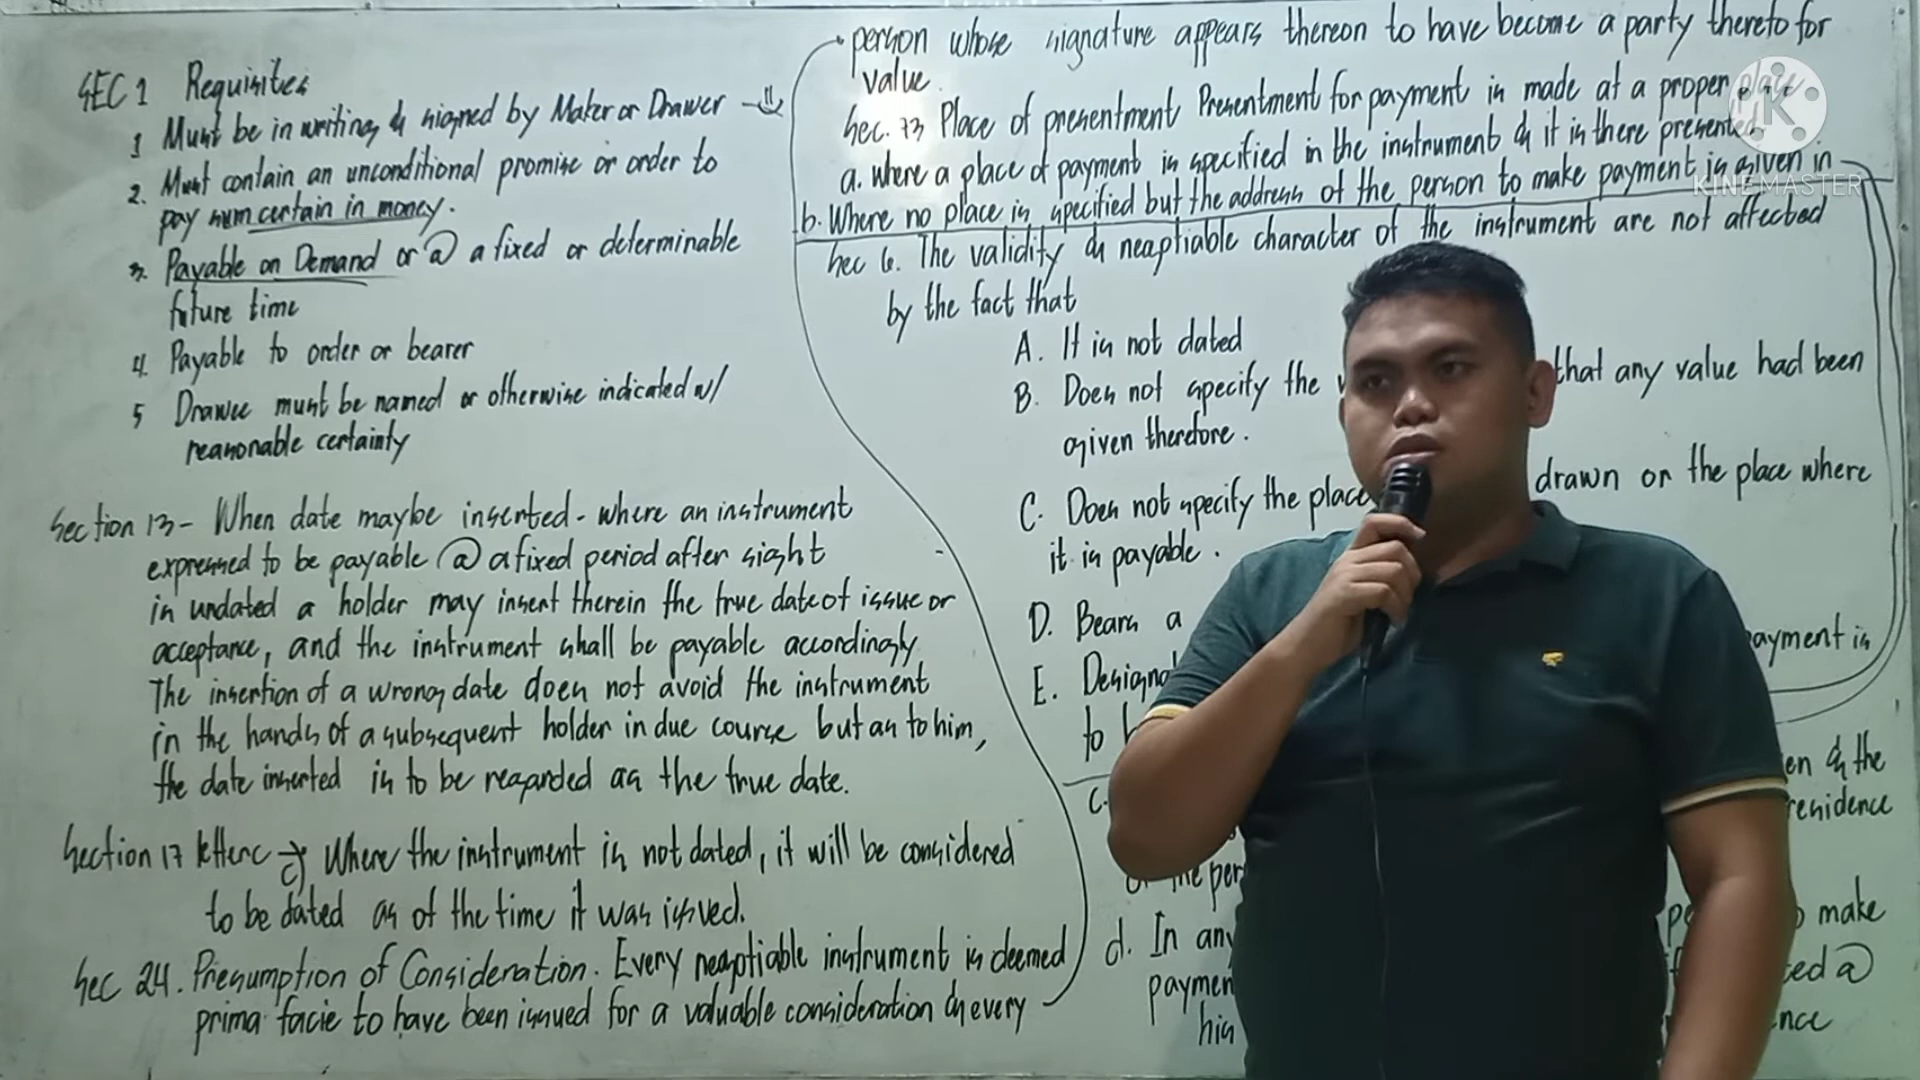 SEC 1 Requisites
1 Must be in writing & signed by Maker or Drawer
2. Must contain an unconditional promise or order to
pay sum certain in money.
3. Payable on Demand or @ a fixed or determinable
future time
4. Payable to order or bearer
5 Drawee must be named or otherwise indicated w/
reasonable certainty
Section 13 - When date maybe inserted - where an instrument
expressed to be payable @ a fixed period after sight
is undated a holder may insert therein the true date of issue or
acceptance, and the instrument shall be payable accordingly
The insertion of a wrong date does not avoid the instrument
in the hands of a subsequent holder in due course but as to him,
the date inserted is to be regarded as the true date.
Section 17 letter c → c) Where the instrument is not dated, it will be considered
to be dated as of the time it was issued.
Sec 24. Presumption of Consideration. Every negotiable instrument is deemed
prima facie to have been issued for a valuable consideration & every
person whose signature appears thereon to have become a party thereto for
value.
Sec. 73 Place of presentment Presentment for payment is made at a proper place
a. where a place of payment is specified in the instrument & it is there presented
b. Where no place is specified but the address of the person to make payment is given in
Sec 6. The validity & negotiable character of the instrument are not affected
by the fact that
A. It is not dated
B. Does not specify the that any value had been
given therefore.
C. Does not specify the place drawn or the place where
it is payable.
D. Bears a
E. payment is
to
c. & the
residence
of the
d. In make
@
his
KINEMASTER